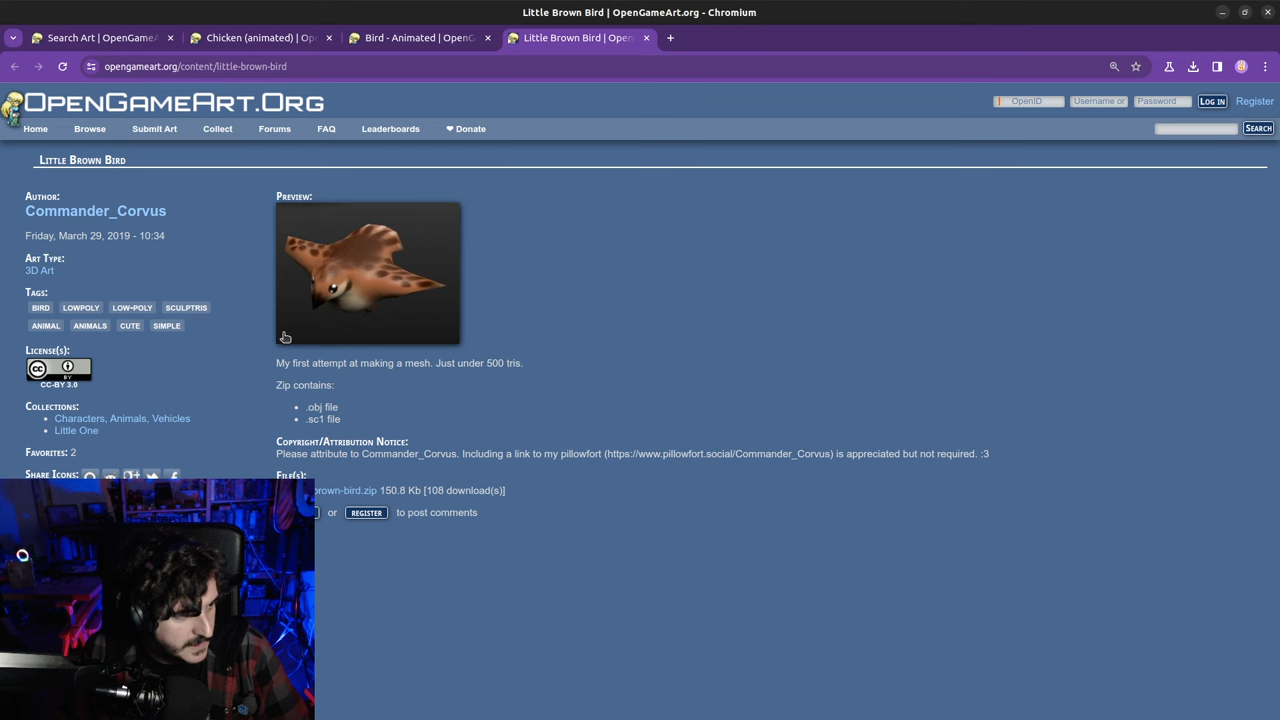 Little Brown Bird | OpenGameArt.org - Chromium
Search Art | OpenGameA
Chicken (animated) | Op
Bird - Animated | OpenG
Little Brown Bird | Open
opengameart.org/content/little-brown-bird
OpenGameArt.Org
OpenID
Username or
Password
Log in
Register
Home
Browse
Submit Art
Collect
Forums
FAQ
Leaderboards
❤ Donate
Search
Little Brown Bird
Author:
Commander_Corvus
Friday, March 29, 2019 - 10:34
Art Type:
3D Art
Tags:
BIRD LOWPOLY LOW-POLY SCULPTRIS
ANIMAL ANIMALS CUTE SIMPLE
License(s):
CC BY
CC-BY 3.0
Collections:
Characters, Animals, Vehicles
Little One
Favorites: 2
Share Icons:
Preview:
My first attempt at making a mesh. Just under 500 tris.
Zip contains:
.obj file
.sc1 file
Copyright/Attribution Notice:
Please attribute to Commander_Corvus. Including a link to my pillowfort (https://www.pillowfort.social/Commander_Corvus) is appreciated but not required. :3
File(s):
brown-bird.zip 150.8 Kb [108 download(s)]
or REGISTER to post comments